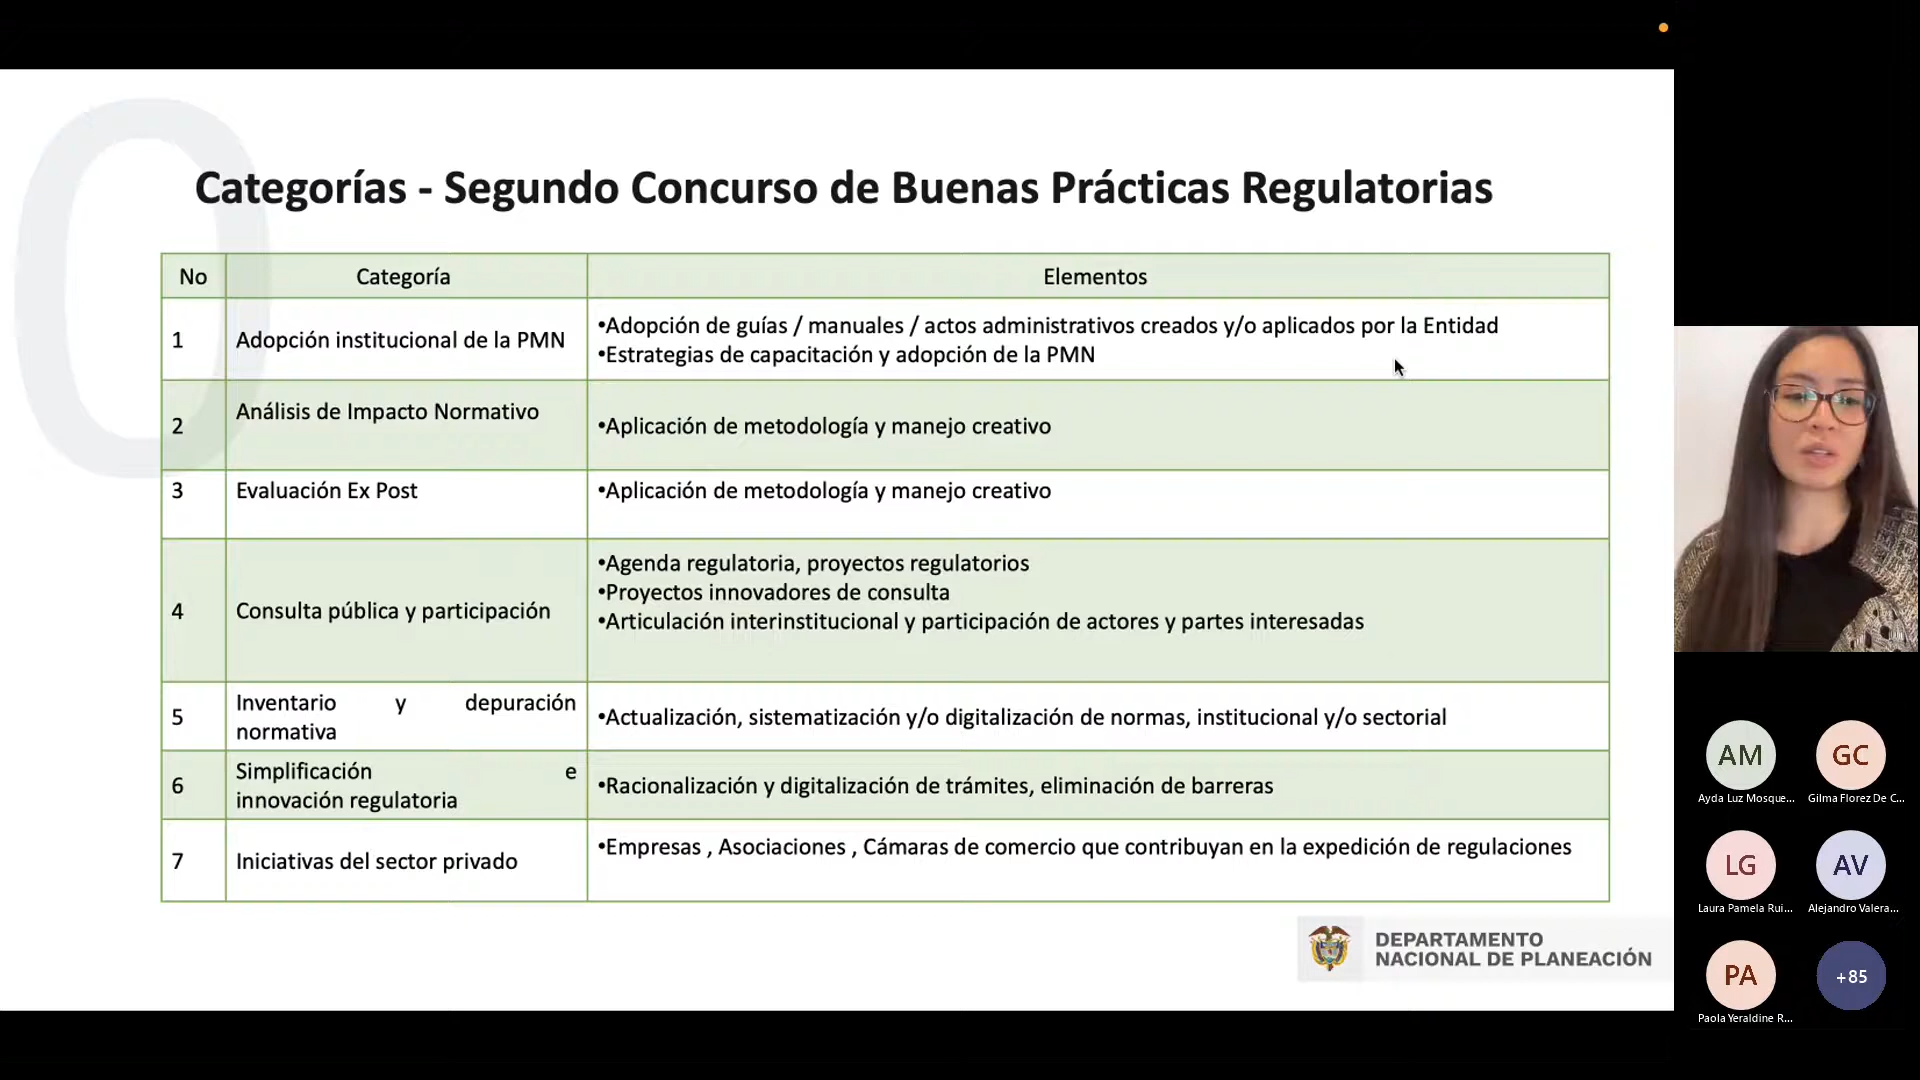 Categorías - Segundo Concurso de Buenas Prácticas Regulatorias
No
Categoría
Elementos
1
Adopción institucional de la PMN
•Adopción de guías / manuales / actos administrativos creados y/o aplicados por la Entidad
•Estrategias de capacitación y adopción de la PMN
2
Análisis de Impacto Normativo
•Aplicación de metodología y manejo creativo
3
Evaluación Ex Post
•Aplicación de metodología y manejo creativo
4
Consulta pública y participación
•Agenda regulatoria, proyectos regulatorios
•Proyectos innovadores de consulta
•Articulación interinstitucional y participación de actores y partes interesadas
5
Inventario y depuración
normativa
•Actualización, sistematización y/o digitalización de normas, institucional y/o sectorial
6
Simplificación e
innovación regulatoria
•Racionalización y digitalización de trámites, eliminación de barreras
7
Iniciativas del sector privado
•Empresas , Asociaciones , Cámaras de comercio que contribuyan en la expedición de regulaciones
DEPARTAMENTO
NACIONAL DE PLANEACIÓN
AM
Ayda Luz Mosque...
GC
Gilma Florez De C...
LG
Laura Pamela Rui...
AV
Alejandro Valera...
PA
Paola Yeraldine R...
+85